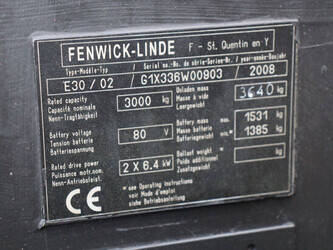 FENWICK-LINDE F - St. Quentin en Y
Type-Modèle-Typ / Serial no.-No de série-Serien-Nr. / year-Année-Baujahr
E30 / 02 / G1X336W00903 / 2008
Rated capacity
Capacité nominale
Nenn-Tragfähigkeit
3000 kg
Unladen mass
Masse à vide
Leergewicht
3640 kg
Battery voltage
Tension batterie
Batteriespannung
80 V
Battery mass
Masse batterie
Batteriegewicht
max 1531 kg
min 1385 kg
Rated drive power
Puissance motr.nom.
Nenn-Antriebsleist.
2 X 6.4 kW
Ballast weight
Poids additionnel
Zusatzgewicht
kg
CE
see Operating instructions
voir Mode d'emploi
siehe Betriebsanleitung